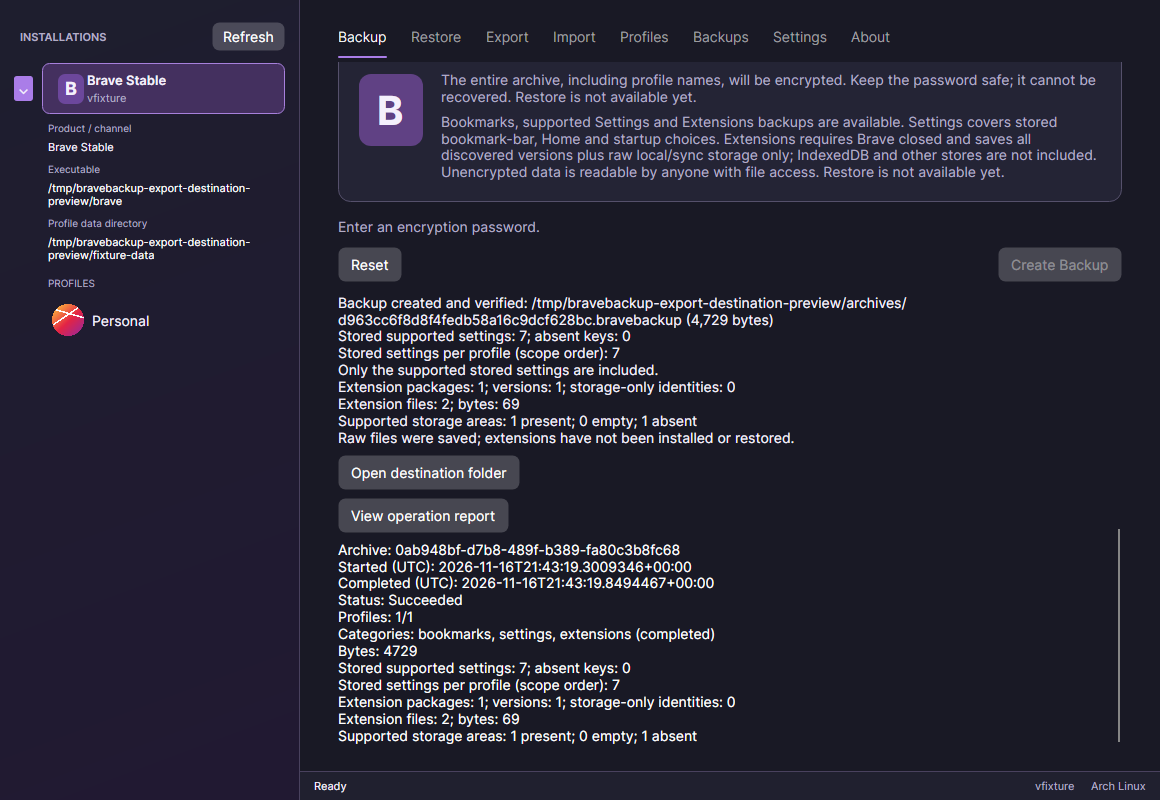 INSTALLATIONS
Refresh
B
Brave Stable
vfixture
Product / channel
Brave Stable
Executable
/tmp/bravebackup-export-destination-
preview/brave
Profile data directory
/tmp/bravebackup-export-destination-
preview/fixture-data
PROFILES
Personal
Backup
Restore
Export
Import
Profiles
Backups
Settings
About
B
The entire archive, including profile names, will be encrypted. Keep the password safe; it cannot be
recovered. Restore is not available yet.
Bookmarks, supported Settings and Extensions backups are available. Settings covers stored
bookmark-bar, Home and startup choices. Extensions requires Brave closed and saves all
discovered versions plus raw local/sync storage only; IndexedDB and other stores are not included.
Unencrypted data is readable by anyone with file access. Restore is not available yet.
Enter an encryption password.
Reset
Create Backup
Backup created and verified: /tmp/bravebackup-export-destination-preview/archives/
d963cc6f8d8f4fedb58a16c9dcf628bc.bravebackup (4,729 bytes)
Stored supported settings: 7; absent keys: 0
Stored settings per profile (scope order): 7
Only the supported stored settings are included.
Extension packages: 1; versions: 1; storage-only identities: 0
Extension files: 2; bytes: 69
Supported storage areas: 1 present; 0 empty; 1 absent
Raw files were saved; extensions have not been installed or restored.
Open destination folder
View operation report
Archive: 0ab948bf-d7b8-489f-b389-fa80c3b8fc68
Started (UTC): 2026-11-16T21:43:19.3009346+00:00
Completed (UTC): 2026-11-16T21:43:19.8494467+00:00
Status: Succeeded
Profiles: 1/1
Categories: bookmarks, settings, extensions (completed)
Bytes: 4729
Stored supported settings: 7; absent keys: 0
Stored settings per profile (scope order): 7
Extension packages: 1; versions: 1; storage-only identities: 0
Extension files: 2; bytes: 69
Supported storage areas: 1 present; 0 empty; 1 absent
Ready
vfixture
Arch Linux